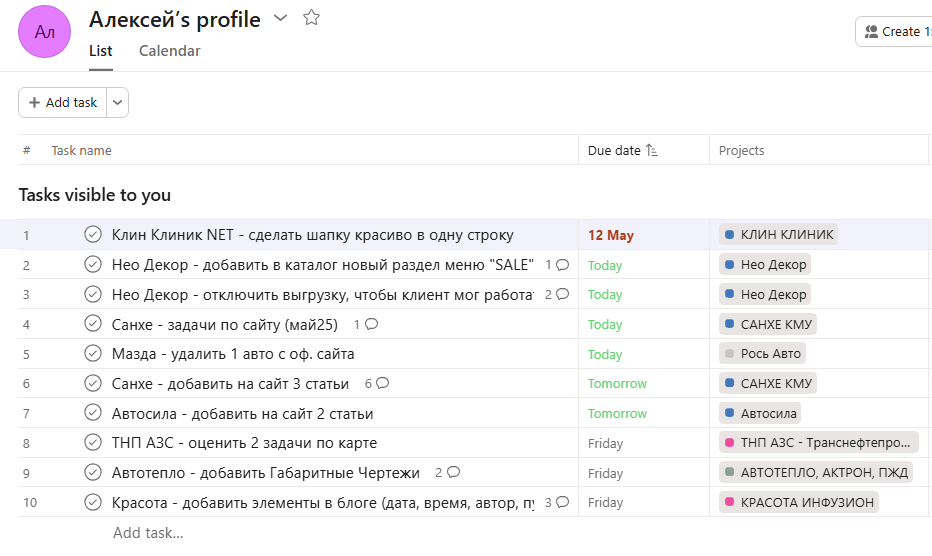 Ал
Алексей’s profile
List Calendar
Create
Add task
# Task name Due date Projects
Tasks visible to you
1 Клин Клиник NET - сделать шапку красиво в одну строку 12 May КЛИН КЛИНИК
2 Нео Декор - добавить в каталог новый раздел меню "SALE" 1 Today Нео Декор
3 Нео Декор - отключить выгрузку, чтобы клиент мог 2 Today Нео Декор
4 Санхе - задачи по сайту (май25) 1 Today САНХЕ КМУ
5 Мазда - удалить 1 авто с оф. сайта Today Рось Авто
6 Санхе - добавить на сайт 3 статьи 6 Tomorrow САНХЕ КМУ
7 Автосила - добавить на сайт 2 статьи Tomorrow Автосила
8 ТНП АЗС - оценить 2 задачи по карте Friday ТНП АЗС - Транснефтепро...
9 Автотепло - добавить Габаритные Чертежи 2 Friday АВТОТЕПЛО, АКТРОН, ПЖД
10 Красота - добавить элементы в блоге (дата, время, автор, 3 Friday КРАСОТА ИНФУЗИОН
Add task...